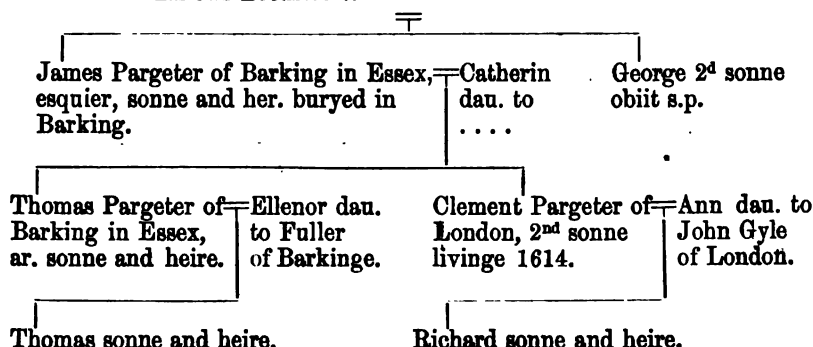 James Pargeter of Barking in Essex, esquier, sonne and her. buryed in Barking.
Catherin dau. to ....
George 2d sonne obiit s.p.
Thomas Pargeter of Barking in Essex, ar. sonne and heire.
Ellenor dau. to Fuller of Barkinge.
Clement Pargeter of London, 2nd sonne livinge 1614.
Ann dau. to John Gyle of London.
Thomas sonne and heire.
Richard sonne and heire.